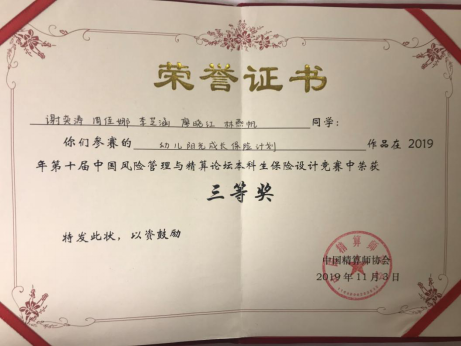 荣誉证书
谢奕涛 周佳娜 李昱涵 廖晓江 林燕帆 同学：
你们参赛的 幼儿阳光成长保险计划 作品在 2019
年第十届中国风险管理与精算论坛本科生保险设计竞赛中荣获
三等奖
特发此状，以资鼓励
中国精算师协会
2019年11月3日